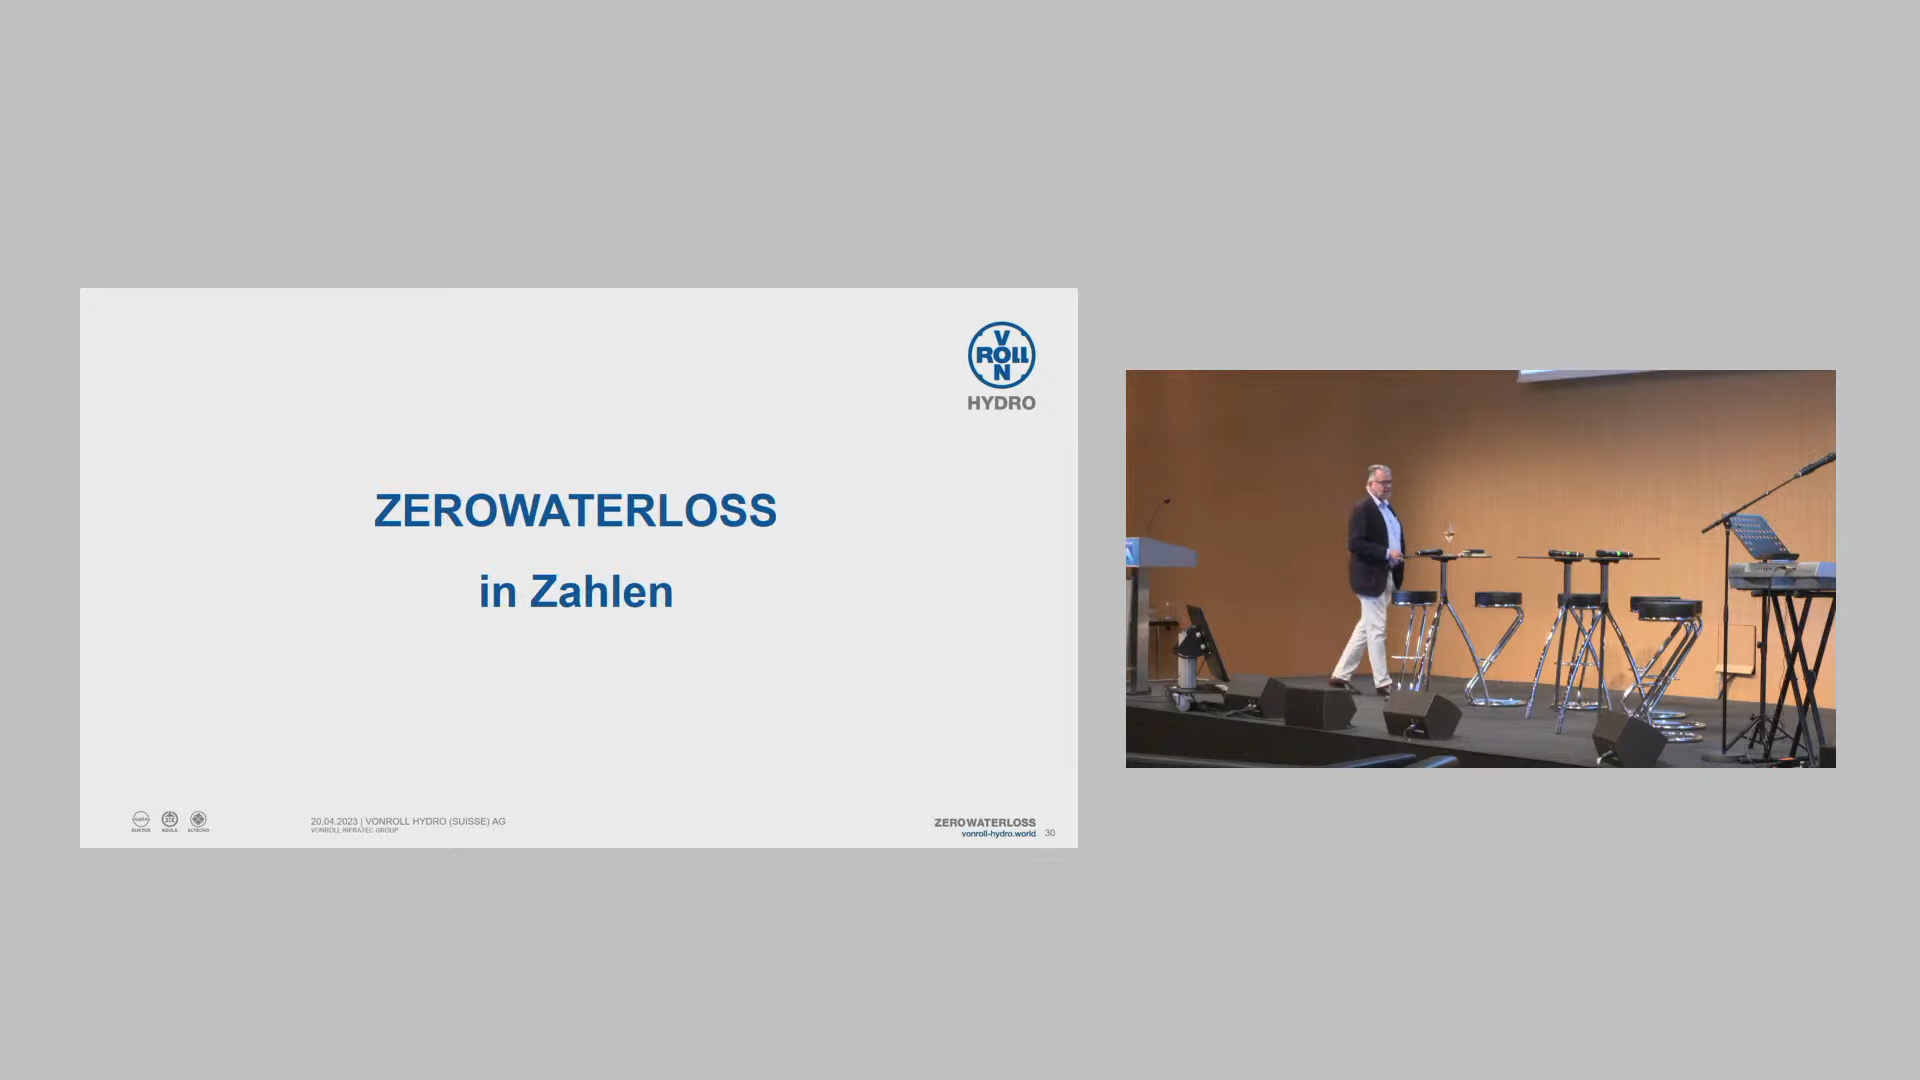 VON ROLL
HYDRO
ZEROWATERLOSS
in Zahlen
20.04.2023 | VONROLL HYDRO (SUISSE) AG
VONROLL INFRATEC GROUP
ZEROWATERLOSS
vonroll-hydro.world
30